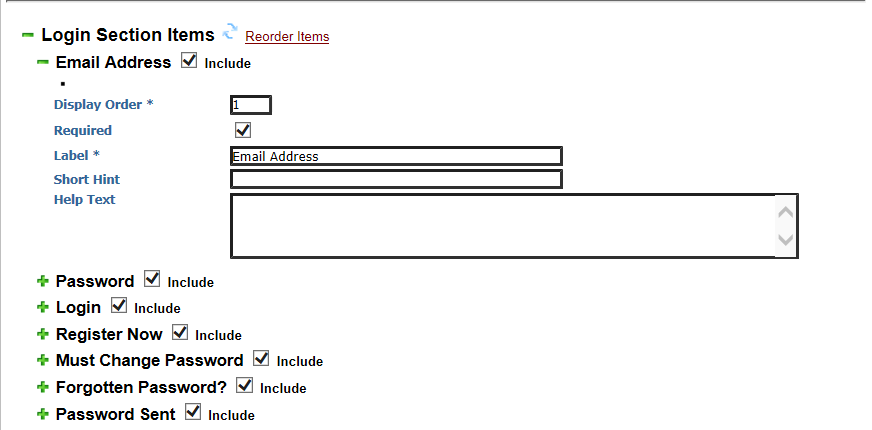 Login Section Items Reorder Items
Email Address Include
Display Order * 1
Required
Label * Email Address
Short Hint
Help Text
Password Include
Login Include
Register Now Include
Must Change Password Include
Forgotten Password? Include
Password Sent Include